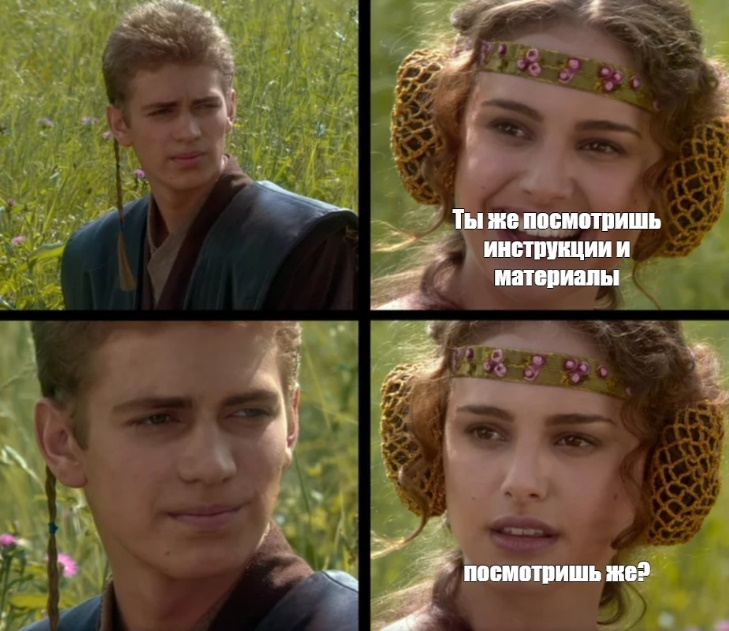 Ты же посмотришь
инструкции и
материалы
посмотришь же?